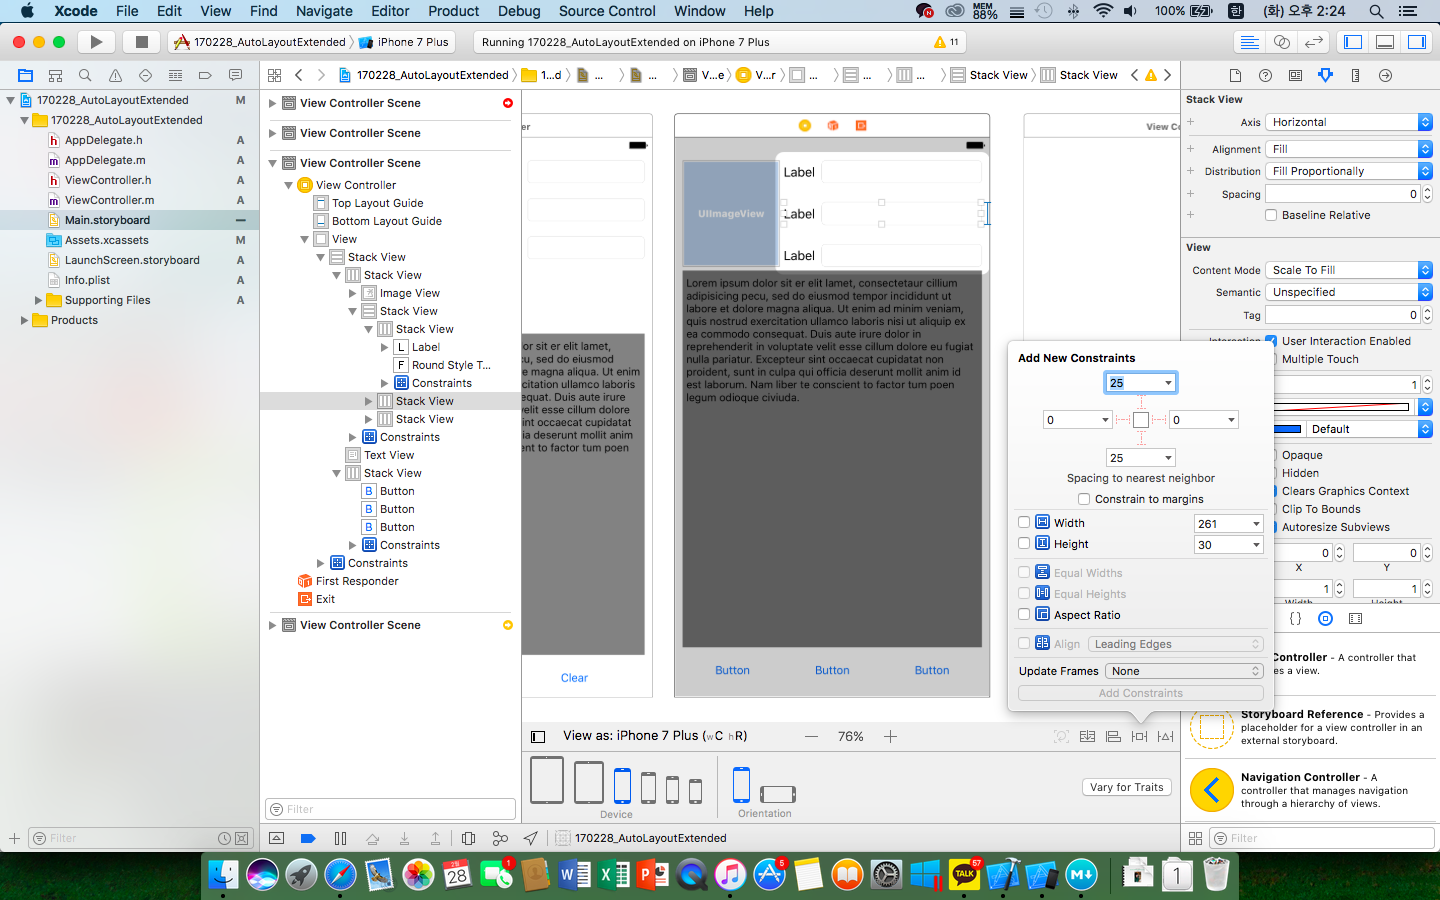 Xcode File Edit View Find Navigate Editor Product Debug Source Control Window Help
MEM 88% 100% 한 (화) 오후 2:24
170228_AutoLayoutExtended iPhone 7 Plus
Running 170228_AutoLayoutExtended on iPhone 7 Plus 11
170228_AutoLayoutExtended 1...d ... ... V...e V...r ... ... ... Stack View Stack View
170228_AutoLayoutExtended M
170228_AutoLayoutExtended
h AppDelegate.h A
m AppDelegate.m A
h ViewController.h A
m ViewController.m A
Main.storyboard
Assets.xcassets M
LaunchScreen.storyboard A
Info.plist A
Supporting Files A
Products
Filter
View Controller Scene
View Controller Scene
View Controller Scene
View Controller
Top Layout Guide
Bottom Layout Guide
View
Stack View
Stack View
Image View
Stack View
Stack View
L Label
F Round Style T...
Constraints
Stack View
Stack View
Constraints
Text View
Stack View
B Button
B Button
B Button
Constraints
Constraints
First Responder
Exit
View Controller Scene
Filter
ler
or sit er elit lamet,
, sed do eiusmod
t dolore magna aliqua.
citation ullamco laboris
equat. Duis aute irure
velit esse cillum dolore
t occaecat cupidatat
ia deserunt mollit anim
t to factor tum poen
Clear
UIImageView
Label
Label
Label
Lorem ipsum dolor sit er elit lamet, consectetaur cillium
adipisicing pecu, sed do eiusmod tempor incididunt ut
labore et dolore magna aliqua. Ut enim ad minim veniam,
quis nostrud exercitation ullamco laboris nisi ut aliquip ex
ea commodo consequat. Duis aute irure dolor in
reprehenderit in voluptate velit esse cillum dolore eu fugiat
nulla pariatur. Excepteur sint occaecat cupidatat non
proident, sunt in culpa qui officia deserunt mollit anim id
est laborum. Nam liber te conscient to factor tum poen
legum odioque civiuda.
Button Button Button
View Co
Add New Constraints
25
0 0
25
Spacing to nearest neighbor
Constrain to margins
Width 261
Height 30
Equal Widths
Equal Heights
Aspect Ratio
Align Leading Edges
Update Frames None
Add Constraints
View as: iPhone 7 Plus (wC hR) — 76% +
Device
Orientation
Vary for Traits
170228_AutoLayoutExtended
Stack View
Axis Horizontal
Alignment Fill
Distribution Fill Proportionally
Spacing 0
Baseline Relative
View
Content Mode Scale To Fill
Semantic Unspecified
Tag 0
User Interaction Enabled
Multiple Touch
1
Default
Opaque
Hidden
Clears Graphics Context
Clip To Bounds
Autoresize Subviews
0 0
X Y
1 1
Width Height
{}
Controller - A controller that
es a view.
Storyboard Reference - Provides a
placeholder for a view controller in
an external storyboard.
Navigation Controller - A
controller that manages navigation
through a hierarchy of views.
Filter
28 1 W X P 5 TALK 57 M 1